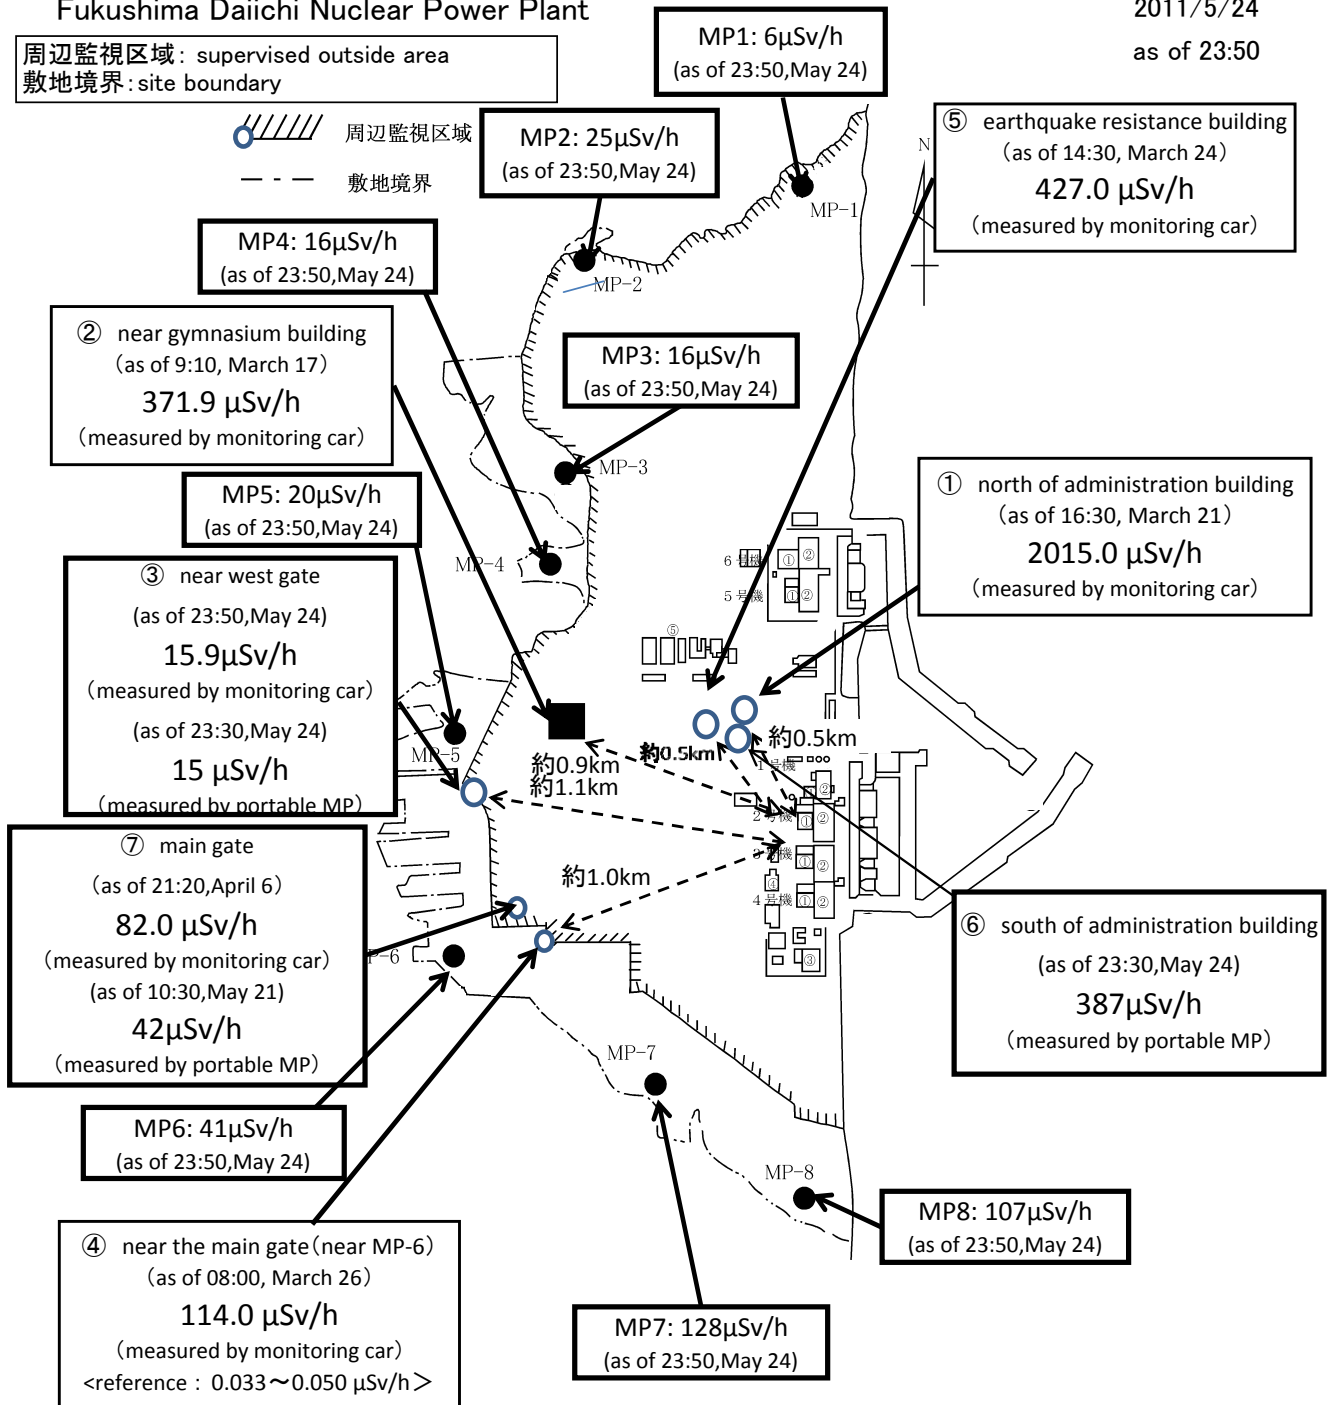 Fukushima Daiichi Nuclear Power Plant
2011/5/24
as of 23:50
周辺監視区域: supervised outside area
敷地境界:site boundary
周辺監視区域
敷地境界
MP1: 6μSv/h
(as of 23:50,May 24)
MP2: 25μSv/h
(as of 23:50,May 24)
⑤ earthquake resistance building
(as of 14:30, March 24)
427.0 μSv/h
(measured by monitoring car)
N
MP-1
MP4: 16μSv/h
(as of 23:50,May 24)
MP-2
② near gymnasium building
(as of 9:10, March 17)
371.9 μSv/h
(measured by monitoring car)
MP3: 16μSv/h
(as of 23:50,May 24)
MP-3
MP5: 20μSv/h
(as of 23:50,May 24)
① north of administration building
(as of 16:30, March 21)
2015.0 μSv/h
(measured by monitoring car)
MP-4
6号機
① ②
5号機
① ②
③ near west gate
(as of 23:50,May 24)
15.9μSv/h
(measured by monitoring car)
(as of 23:30,May 24)
15 μSv/h
(measured by portable MP)
⑤
MP-5
約0.9km
約1.1km
約0.5km
約0.5km
1号機
②
2号機
① ②
3号機
① ②
④
4号機
① ②
③
約1.0km
⑦ main gate
(as of 21:20,April 6)
82.0 μSv/h
(measured by monitoring car)
(as of 10:30,May 21)
42μSv/h
(measured by portable MP)
P-6
⑥ south of administration building
(as of 23:30,May 24)
387μSv/h
(measured by portable MP)
MP-7
MP6: 41μSv/h
(as of 23:50,May 24)
MP-8
MP8: 107μSv/h
(as of 23:50,May 24)
④ near the main gate(near MP-6)
(as of 08:00, March 26)
114.0 μSv/h
(measured by monitoring car)
<reference : 0.033～0.050 μSv/h>
MP7: 128μSv/h
(as of 23:50,May 24)